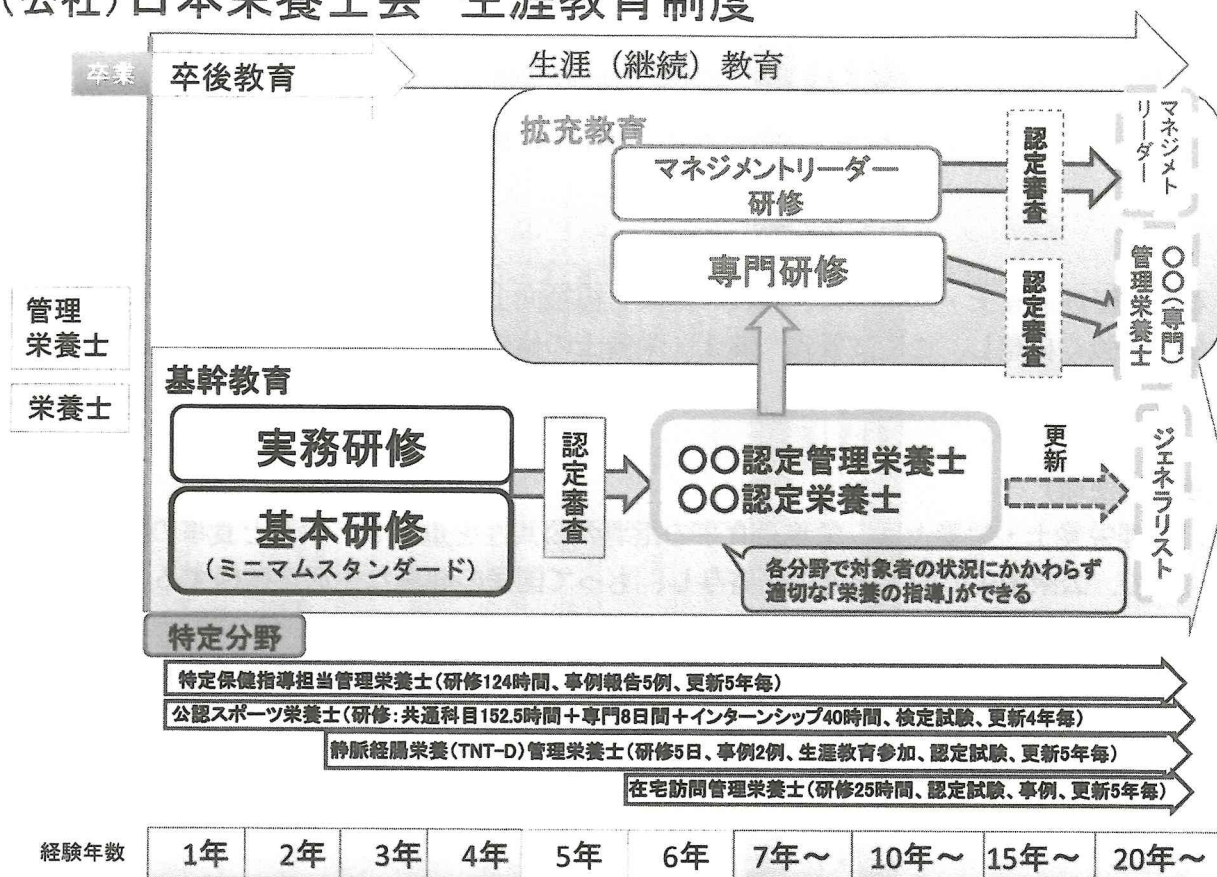 (公社)日本栄養士会 生涯教育制度
卒業
卒後教育
生涯（継続）教育
拡充教育
マネジメントリーダー
研修
認定審査
マネジメント
リーダー
専門研修
認定審査
〇〇(専門)
管理栄養士
管理
栄養士
栄養士
基幹教育
実務研修
基本研修
(ミニマムスタンダード)
認定審査
〇〇認定管理栄養士
〇〇認定栄養士
更新
ジェネラリスト
各分野で対象者の状況にかかわらず
適切な「栄養の指導」ができる
特定分野
特定保健指導担当管理栄養士(研修124時間、事例報告5例、更新5年毎)
公認スポーツ栄養士(研修:共通科目152.5時間＋専門8日間＋インターンシップ40時間、検定試験、更新4年毎)
静脈経腸栄養(TNT-D)管理栄養士(研修5日、事例2例、生涯教育参加、認定試験、更新5年毎)
在宅訪問管理栄養士(研修25時間、認定試験、事例、更新5年毎)
経験年数 1年 2年 3年 4年 5年 6年 7年～ 10年～ 15年～ 20年～